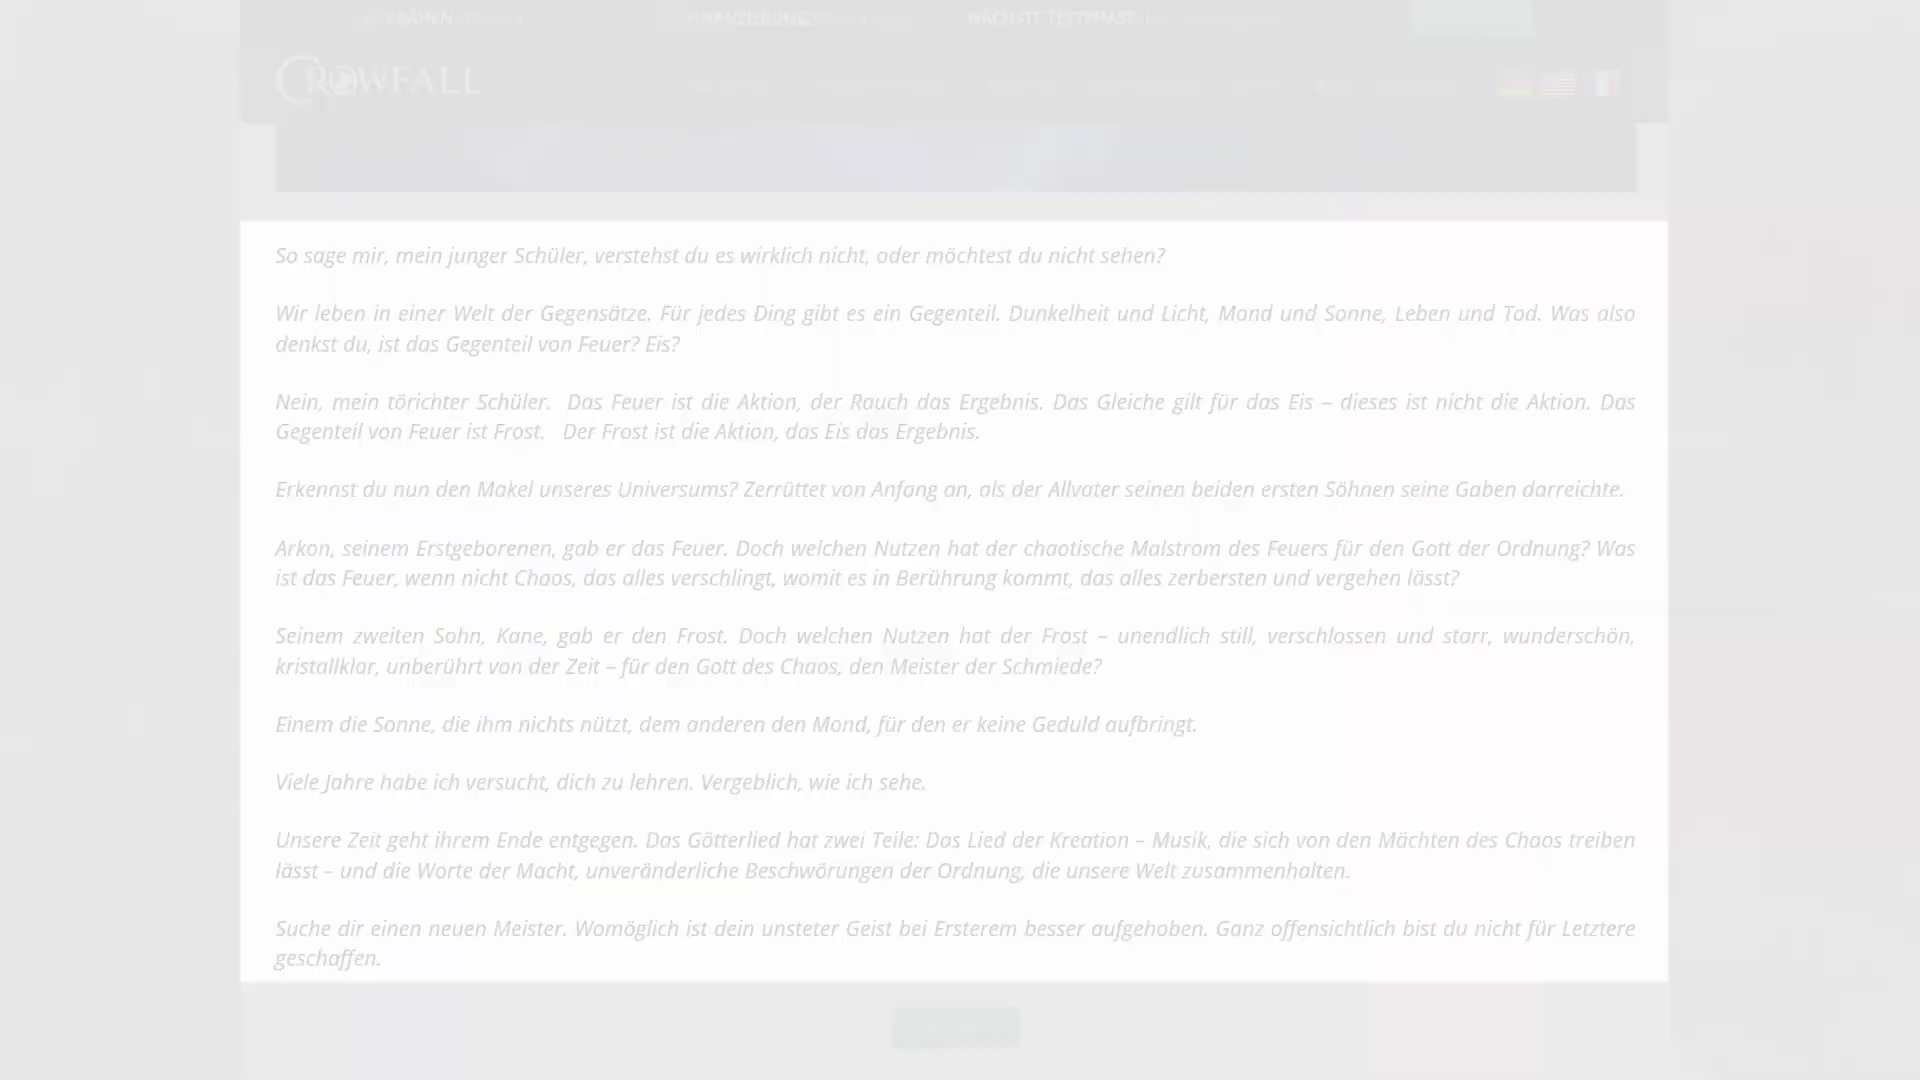 KRÄHEN
FINANZIERUNG
NÄCHSTE TESTPHASE
CROWFALL
So sage mir, mein junger Schüler, verstehst du es wirklich nicht, oder möchtest du nicht sehen?
Wir leben in einer Welt der Gegensätze. Für jedes Ding gibt es ein Gegenteil. Dunkelheit und Licht, Mond und Sonne, Leben und Tod. Was also
denkst du, ist das Gegenteil von Feuer? Eis?
Nein, mein törichter Schüler. Das Feuer ist die Aktion, der Rauch das Ergebnis. Das Gleiche gilt für das Eis – dieses ist nicht die Aktion. Das
Gegenteil von Feuer ist Frost. Der Frost ist die Aktion, das Eis das Ergebnis.
Erkennst du nun den Makel unseres Universums? Zerrüttet von Anfang an, als der Allvater seinen beiden ersten Söhnen seine Gaben darreichte.
Arkon, seinem Erstgeborenen, gab er das Feuer. Doch welchen Nutzen hat der chaotische Malstrom des Feuers für den Gott der Ordnung? Was
ist das Feuer, wenn nicht Chaos, das alles verschlingt, womit es in Berührung kommt, das alles zerbersten und vergehen lässt?
Seinem zweiten Sohn, Kane, gab er den Frost. Doch welchen Nutzen hat der Frost – unendlich still, verschlossen und starr, wunderschön,
kristallklar, unberührt von der Zeit – für den Gott des Chaos, den Meister der Schmiede?
Einem die Sonne, die ihm nichts nützt, dem anderen den Mond, für den er keine Geduld aufbringt.
Viele Jahre habe ich versucht, dich zu lehren. Vergeblich, wie ich sehe.
Unsere Zeit geht ihrem Ende entgegen. Das Götterlied hat zwei Teile: Das Lied der Kreation – Musik, die sich von den Mächten des Chaos treiben
lässt – und die Worte der Macht, unveränderliche Beschwörungen der Ordnung, die unsere Welt zusammenhalten.
Suche dir einen neuen Meister. Womöglich ist dein unsteter Geist bei Ersterem besser aufgehoben. Ganz offensichtlich bist du nicht für Letztere
geschaffen.